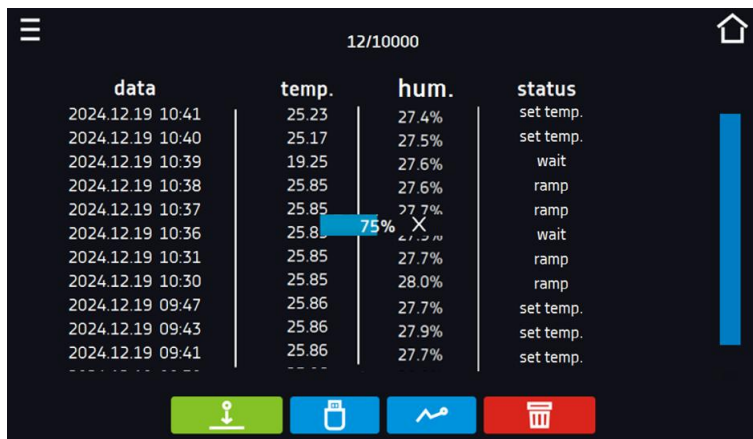 12/10000
data temp. hum. status
2024.12.19 10:41 25.23 27.4% set temp.
2024.12.19 10:40 25.17 27.5% set temp.
2024.12.19 10:39 19.25 27.6% wait
2024.12.19 10:38 25.85 27.6% ramp
2024.12.19 10:37 25.85 27.7% ramp
75%
2024.12.19 10:36 wait
2024.12.19 10:31 25.85 27.7% ramp
2024.12.19 10:30 25.85 28.0% ramp
2024.12.19 09:47 25.86 27.7% set temp.
2024.12.19 09:43 25.86 27.9% set temp.
2024.12.19 09:41 25.86 27.7% set temp.